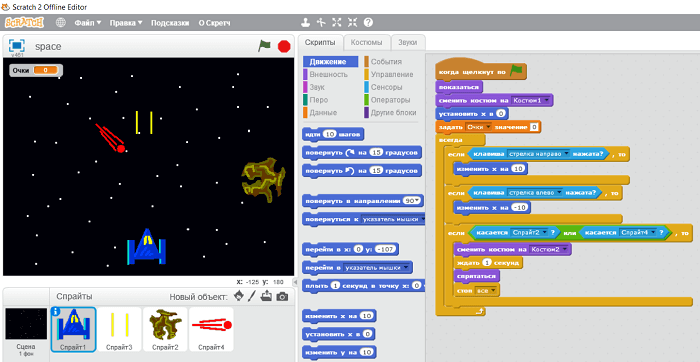 Scratch 2 Offline Editor
SCRATCH Файл Правка Подсказки О Скретч
space
v461
Очки 0
x: -125 y: 180
Спрайты Новый объект:
Сцена
1 фон
Спрайт1 Спрайт3 Спрайт2 Спрайт4
Скрипты Костюмы Звуки
Движение События
Внешность Управление
Звук Сенсоры
Перо Операторы
Данные Другие блоки
идти 10 шагов
повернуть на 15 градусов
повернуть на 15 градусов
повернуть в направлении 90
повернуться к указатель мышки
перейти в x: 0 y: -107
перейти в указатель мышки
плыть 1 секунд в точку x: 0
изменить x на 10
установить x в 0
изменить y на 10
когда щелкнут по
показаться
сменить костюм на Костюм1
установить x в 0
задать Очки значение 0
всегда
если клавиша стрелка направо нажата? , то
изменить x на 10
если клавиша стрелка влево нажата? , то
изменить x на -10
если касается Спрайт2 ? или касается Спрайт4 ? , то
сменить костюм на Костюм2
ждать 1 секунд
спрятаться
стоп все